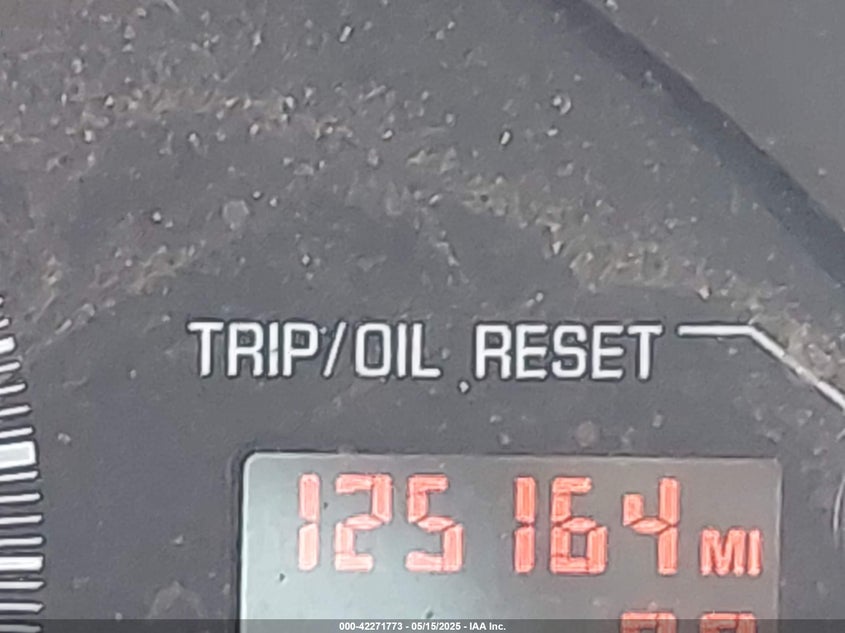 TRIP/OIL RESET
125164 MI
000-42271773 - 05/15/2025 - IAA Inc.